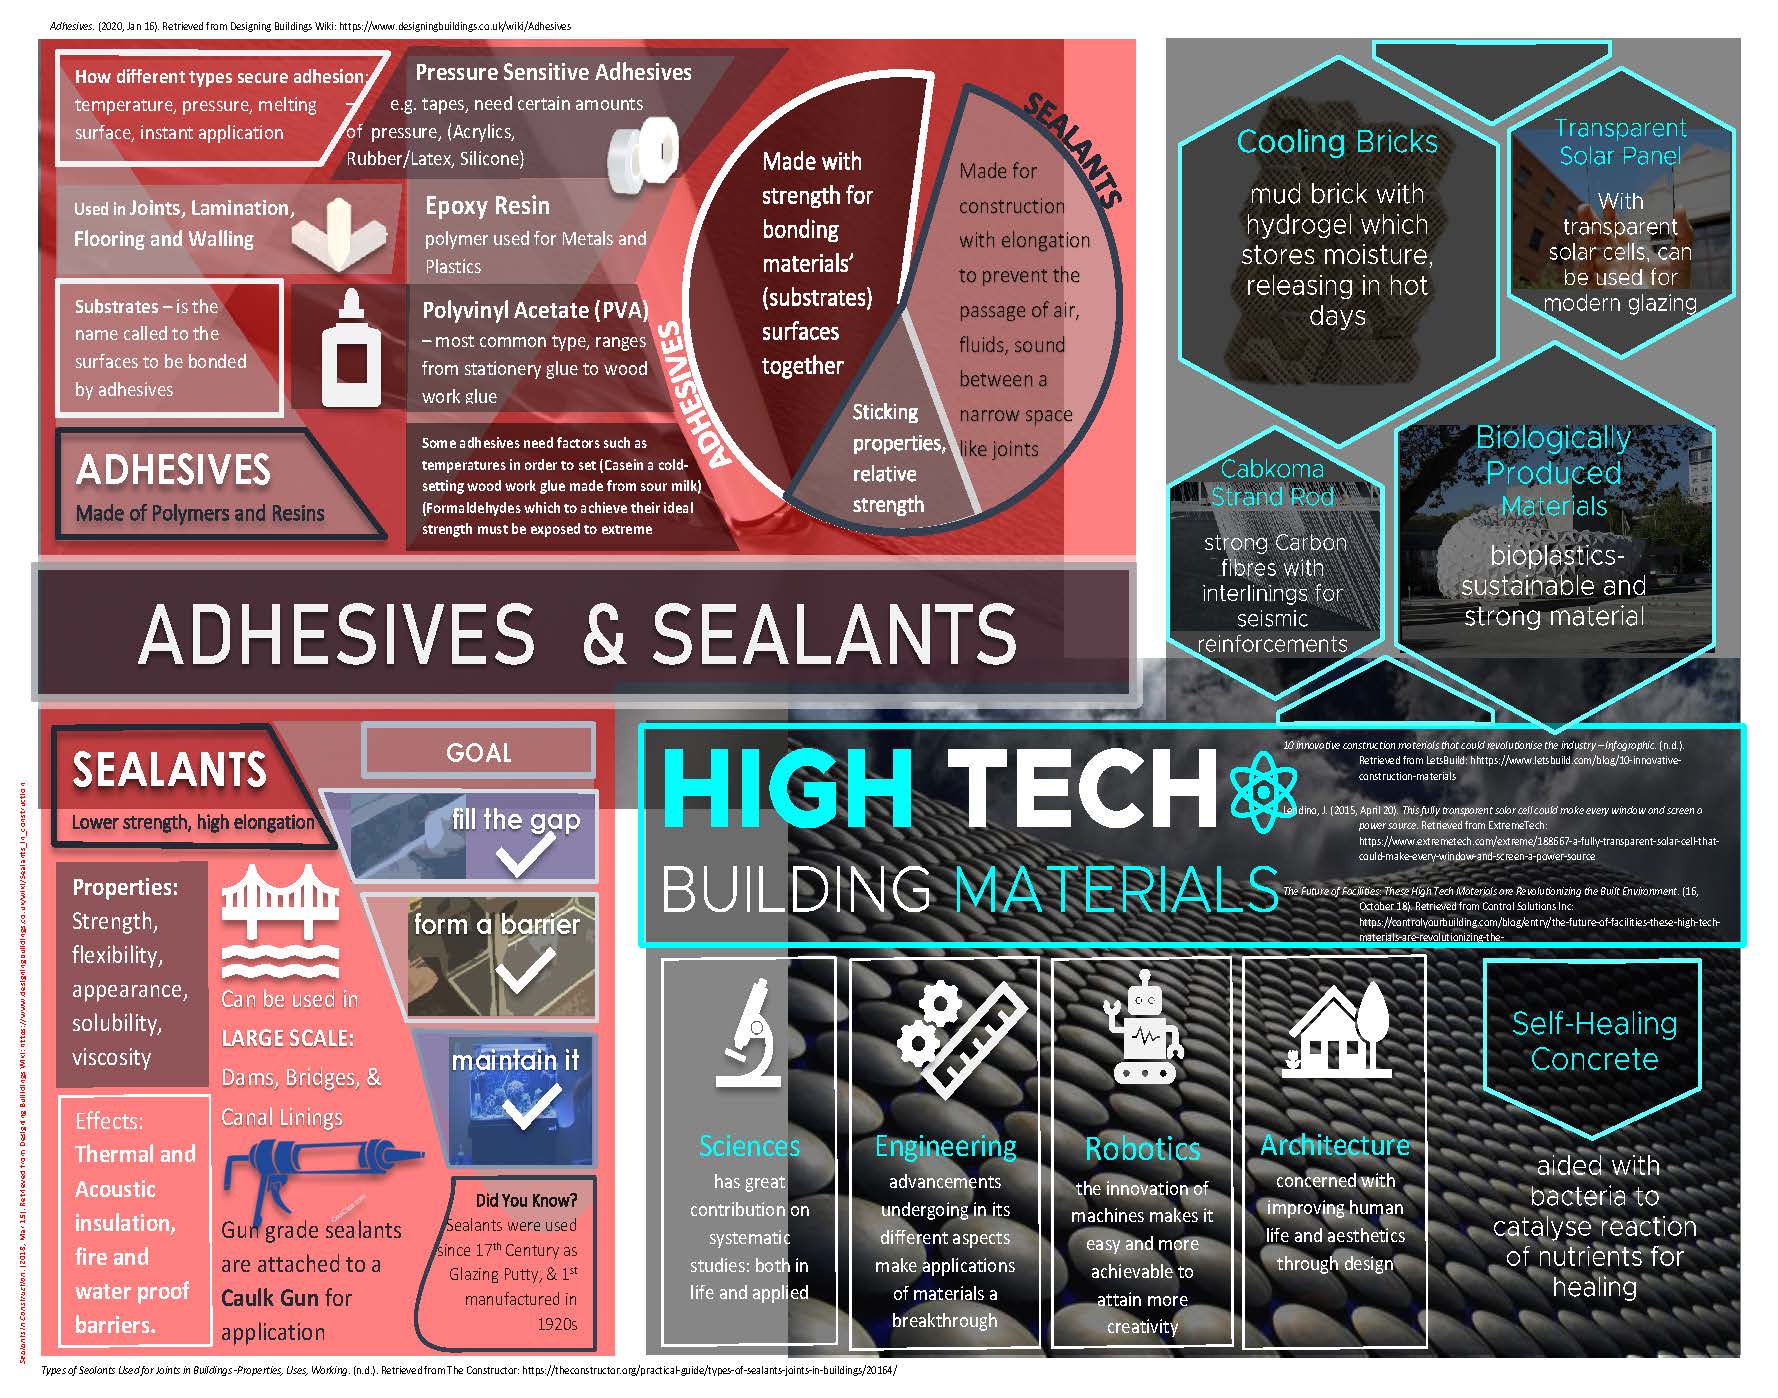 Adhesives. (2020, Jan 16). Retrieved from Designing Buildings Wiki: https://www.designingbuildings.co.uk/wiki/Adhesives
How different types secure adhesion:
temperature, pressure, melting
surface, instant application
Pressure Sensitive Adhesives
– e.g. tapes, need certain amounts
of pressure, (Acrylics,
Rubber/Latex, Silicone)
Used in Joints, Lamination,
Flooring and Walling
Epoxy Resin
polymer used for Metals and
Plastics
Substrates – is the
name called to the
surfaces to be bonded
by adhesives
Polyvinyl Acetate (PVA)
– most common type, ranges
from stationery glue to wood
work glue
ADHESIVES
Made of Polymers and Resins
Some adhesives need factors such as
temperatures in order to set (Casein a cold-
setting wood work glue made from sour milk)
(Formaldehydes which to achieve their ideal
strength must be exposed to extreme
ADHESIVES
Made with
strength for
bonding
materials'
(substrates)
surfaces
together
Sticking
properties,
relative
strength
SEALANTS
Made for
construction
with elongation
to prevent the
passage of air,
fluids, sound
between a
narrow space
like joints
ADHESIVES & SEALANTS
SEALANTS
Lower strength, high elongation
GOAL
fill the gap
form a barrier
maintain it
Properties:
Strength,
flexibility,
appearance,
solubility,
viscosity
Can be used in
LARGE SCALE:
Dams, Bridges, &
Canal Linings
Effects:
Thermal and
Acoustic
insulation,
fire and
water proof
barriers.
Gun grade sealants
are attached to a
Caulk Gun for
application
Did You Know?
Sealants were used
since 17th Century as
Glazing Putty, & 1st
manufactured in
1920s
Sealants in Construction. (2018, Mar 15). Retrieved from Designing Buildings Wiki: https://www.designingbuildings.co.uk/wiki/Sealants_in_construction
Types of Sealants Used for Joints in Buildings -Properties, Uses, Working. (n.d.). Retrieved from The Constructor: https://theconstructor.org/practical-guide/types-of-sealants-joints-in-buildings/20164/
Cooling Bricks
mud brick with
hydrogel which
stores moisture,
releasing in hot
days
Transparent
Solar Panel
With
transparent
solar cells, can
be used for
modern glazing
Cabkoma
Strand Rod
strong Carbon
fibres with
interlinings for
seismic
reinforcements
Biologically
Produced
Materials
bioplastics-
sustainable and
strong material
HIGH TECH
BUILDING MATERIALS
10 innovative construction materials that could revolutionise the industry – Infographic. (n.d.).
Retrieved from LetsBuild: hhttps://www.letsbuild.com/blog/10-innovative-
construction-materials
Lendino, J. (2015, April 20). This fully transparent solar cell could make every window and screen a
power source. Retrieved from ExtremeTech:
https://www.extremetech.com/extreme/188667-a-fully-transparent-solar-cell-that-
could-make-every-window-and-screen-a-power-source
The Future of Facilities: These High Tech Materials are Revolutionizing the Built Environment. (16,
October 18). Retrieved from Control Solutions Inc:
https://controlyourbuilding.com/blog/entry/the-future-of-facilities-these-high-tech-
materials-are-revolutionizing-the-
Sciences
has great
contribution on
systematic
studies: both in
life and applied
Engineering
advancements
undergoing in its
different aspects
make applications
of materials a
breakthrough
Robotics
the innovation of
machines makes it
easy and more
achievable to
attain more
creativity
Architecture
concerned with
improving human
life and aesthetics
through design
Self-Healing
Concrete
aided with
bacteria to
catalyse reaction
of nutrients for
healing